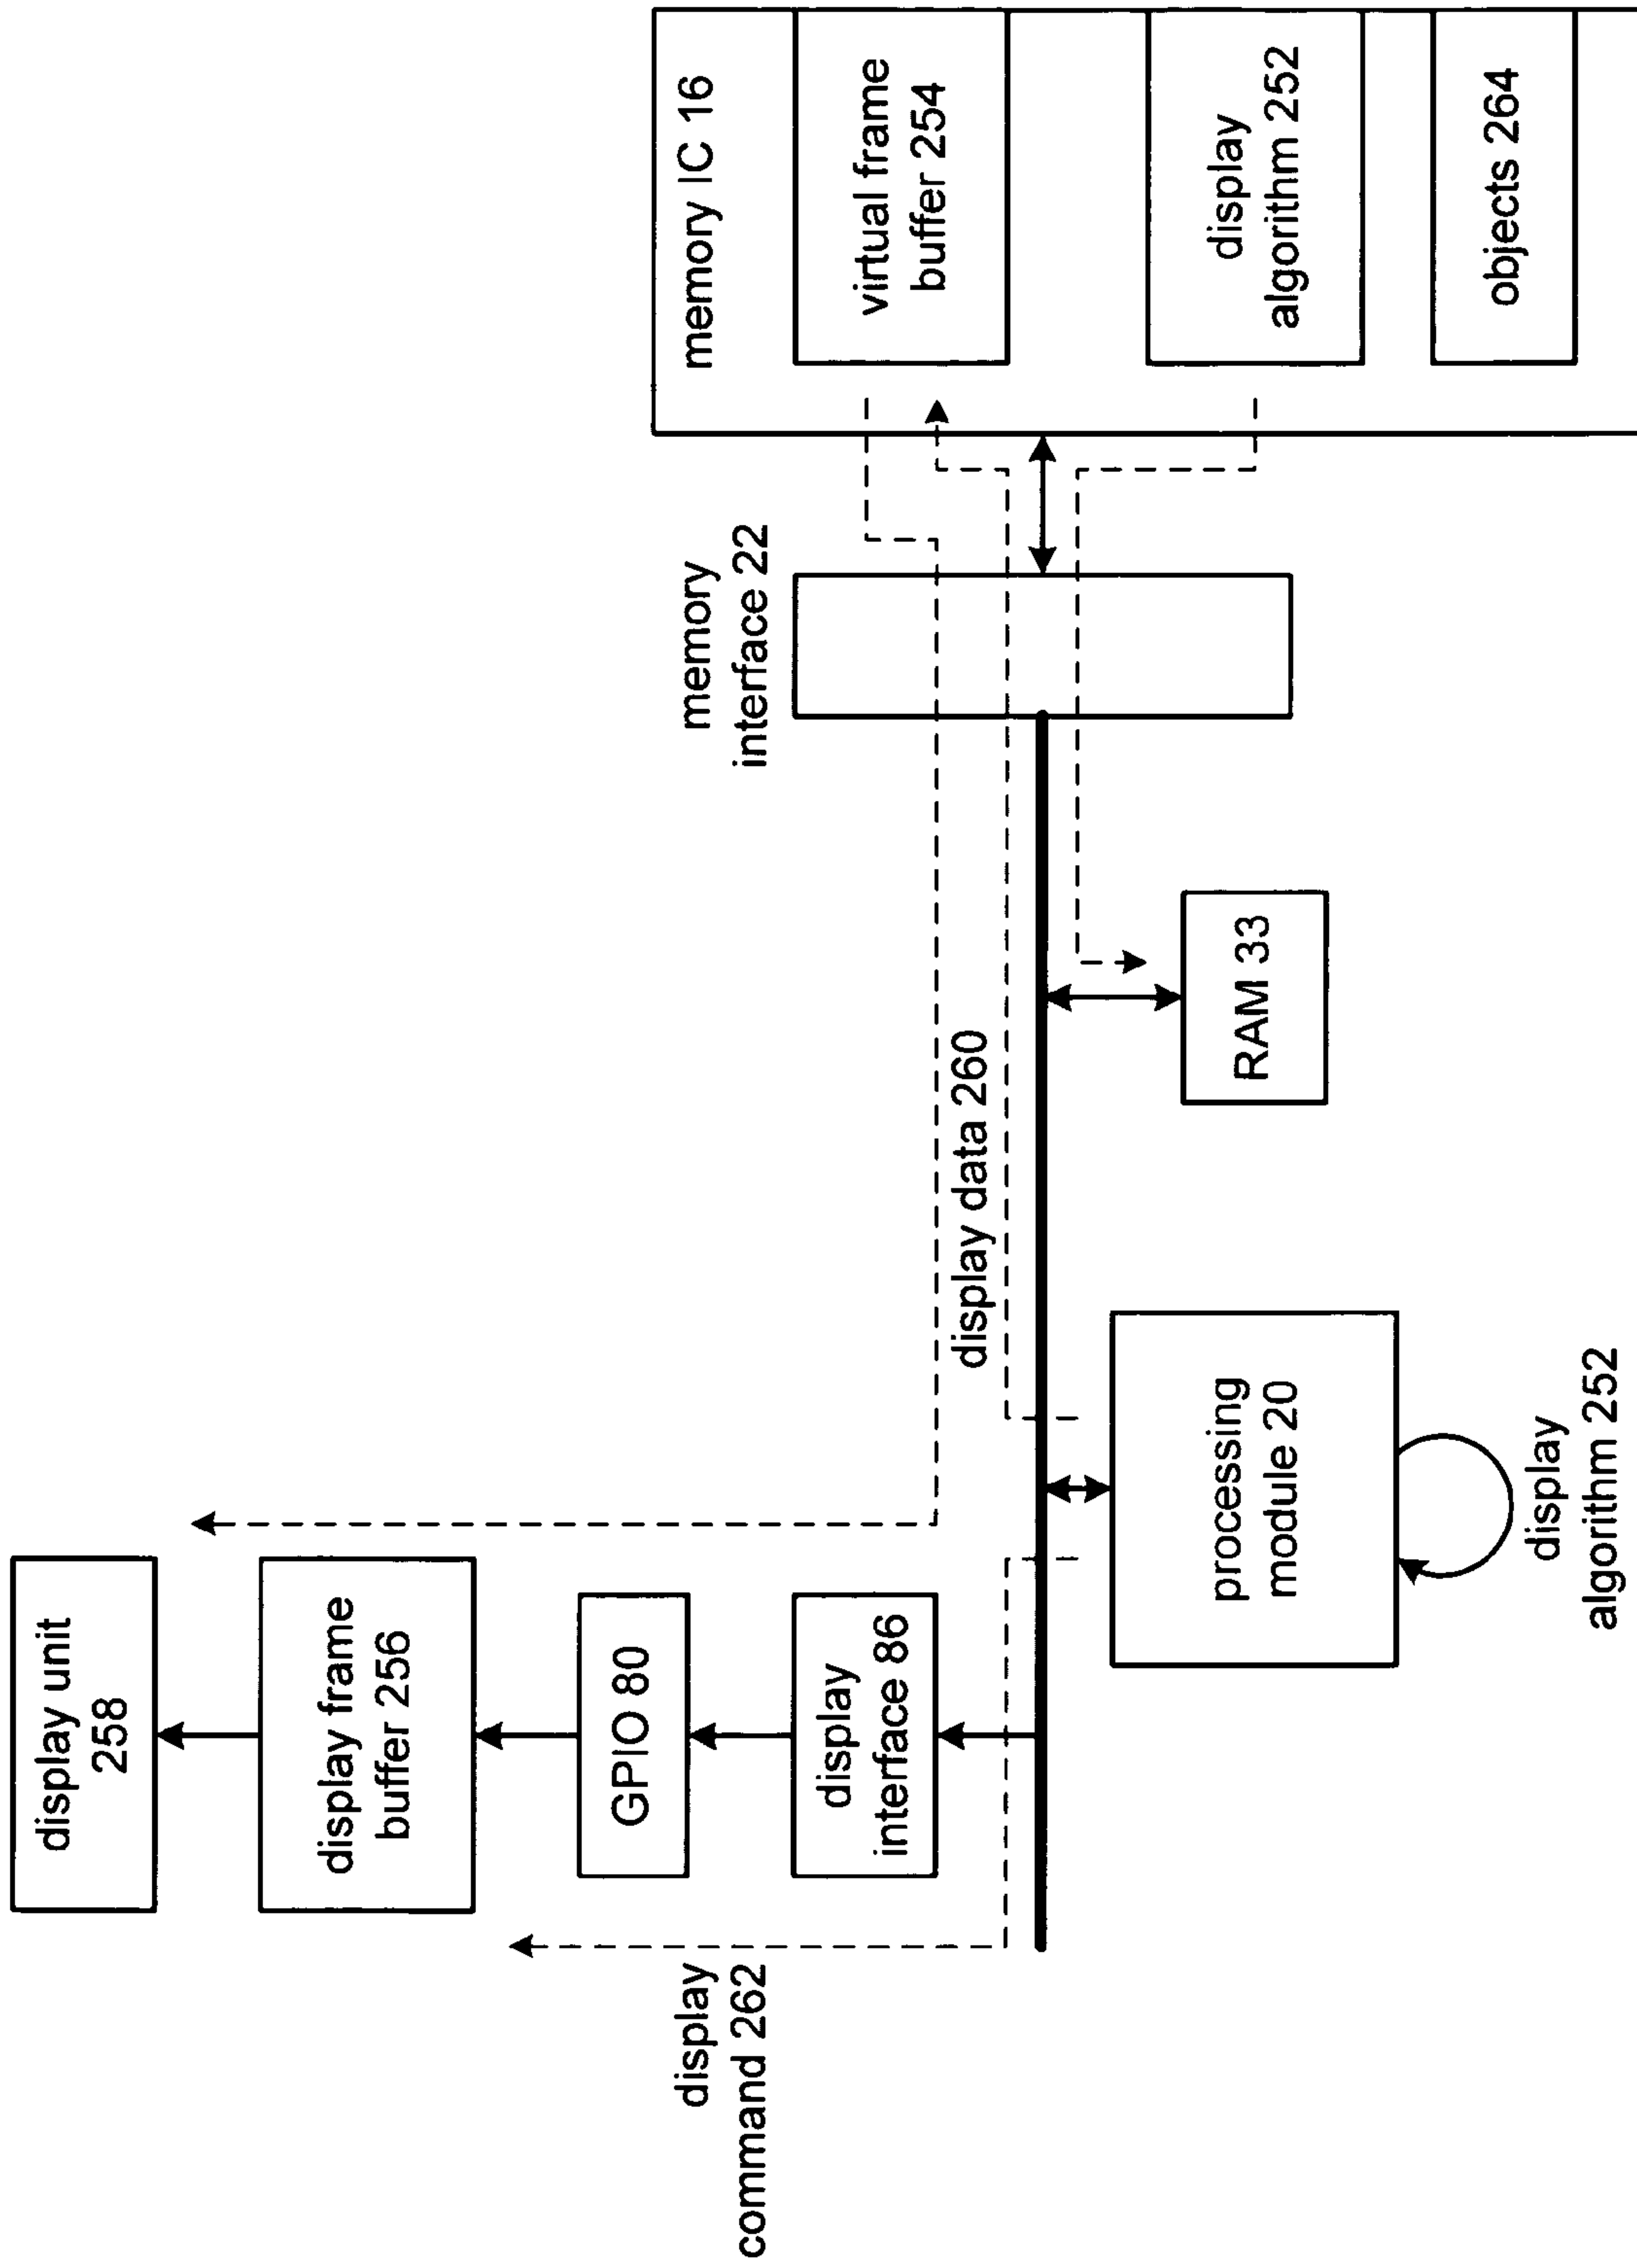 display unit
258
display frame
buffer 256
GPIO 80
display
interface 86
display
command 262
processing
module 20
display
algorithm 252
display data 260
RAM 33
memory
interface 22
memory IC 16
virtual frame
buffer 254
display
algorithm 252
objects 264